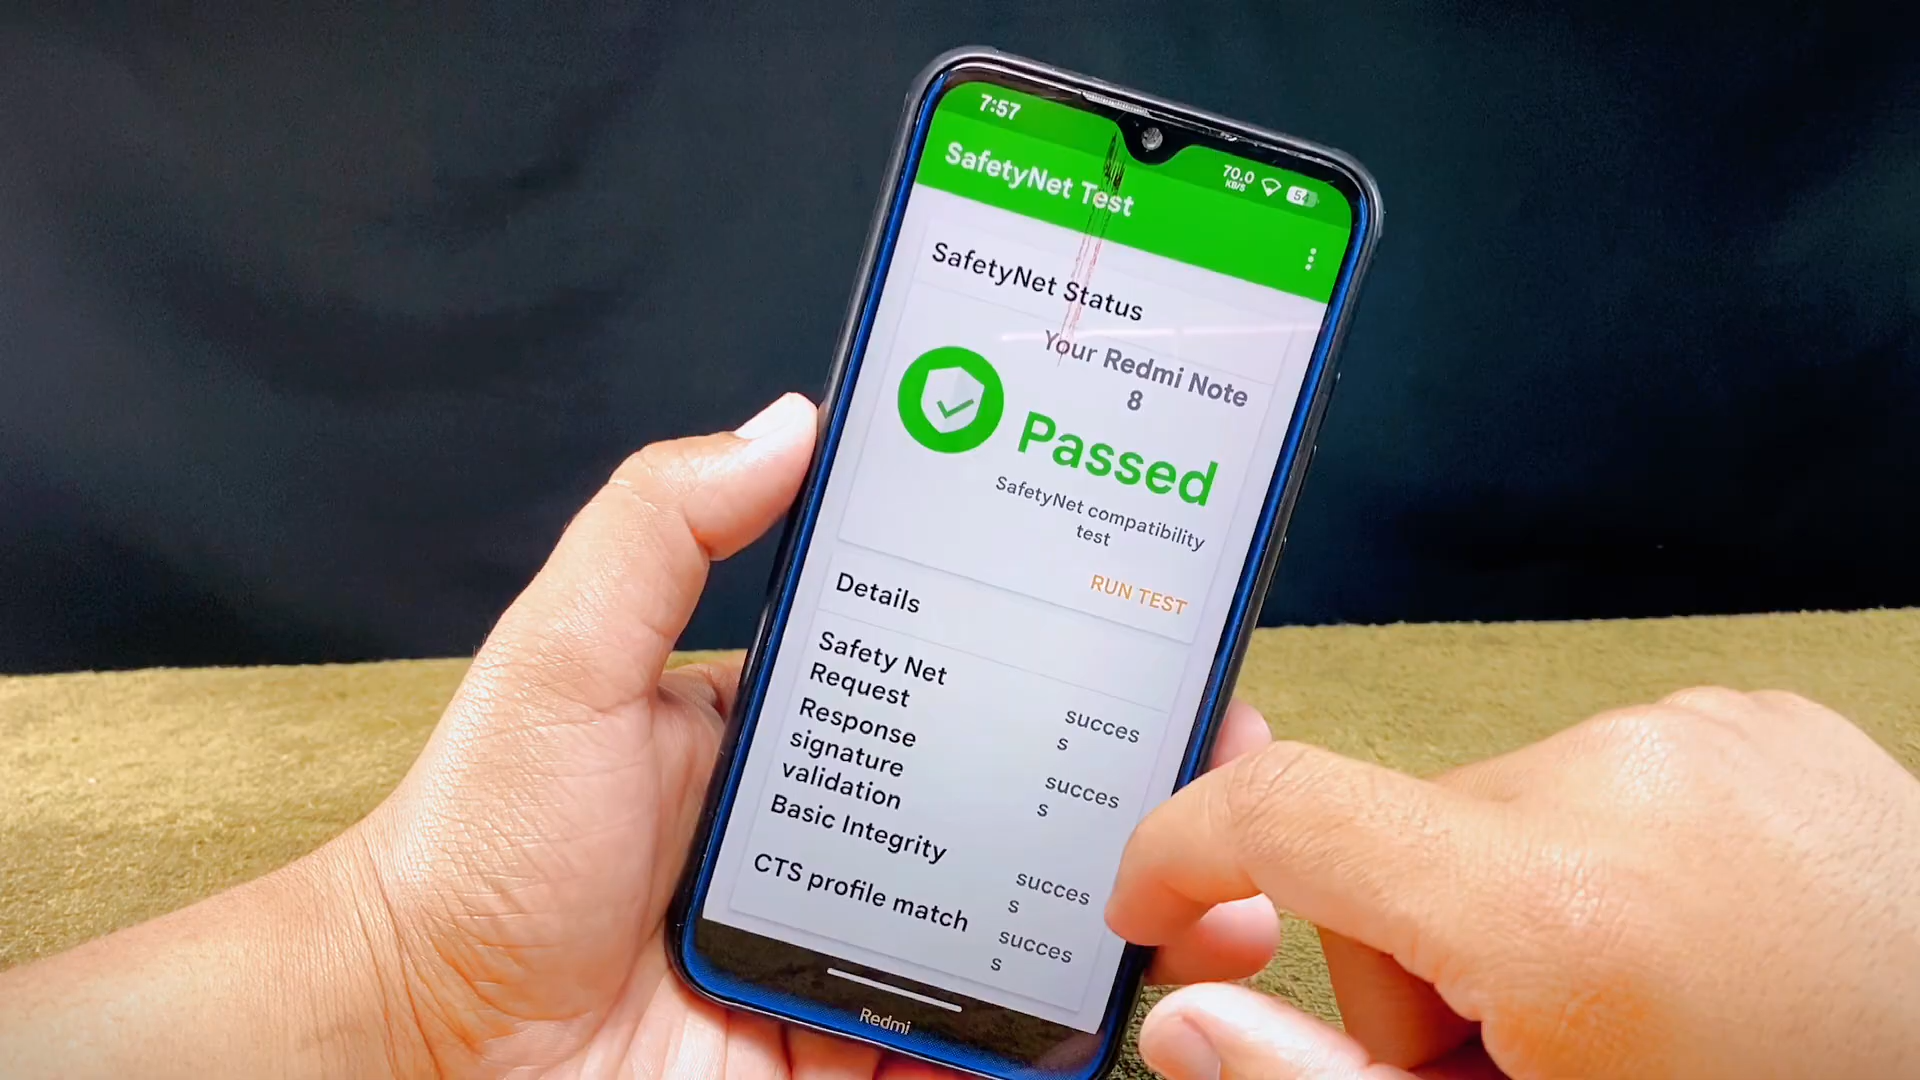 7:57
70.0
KB/S
54
SafetyNet Test
SafetyNet Status
Your Redmi Note
8
Passed
SafetyNet compatibility
test
RUN TEST
Details
Safety Net
Request
succes
s
Response
signature
validation
succes
s
Basic Integrity
succes
s
CTS profile match
succes
s
Redmi